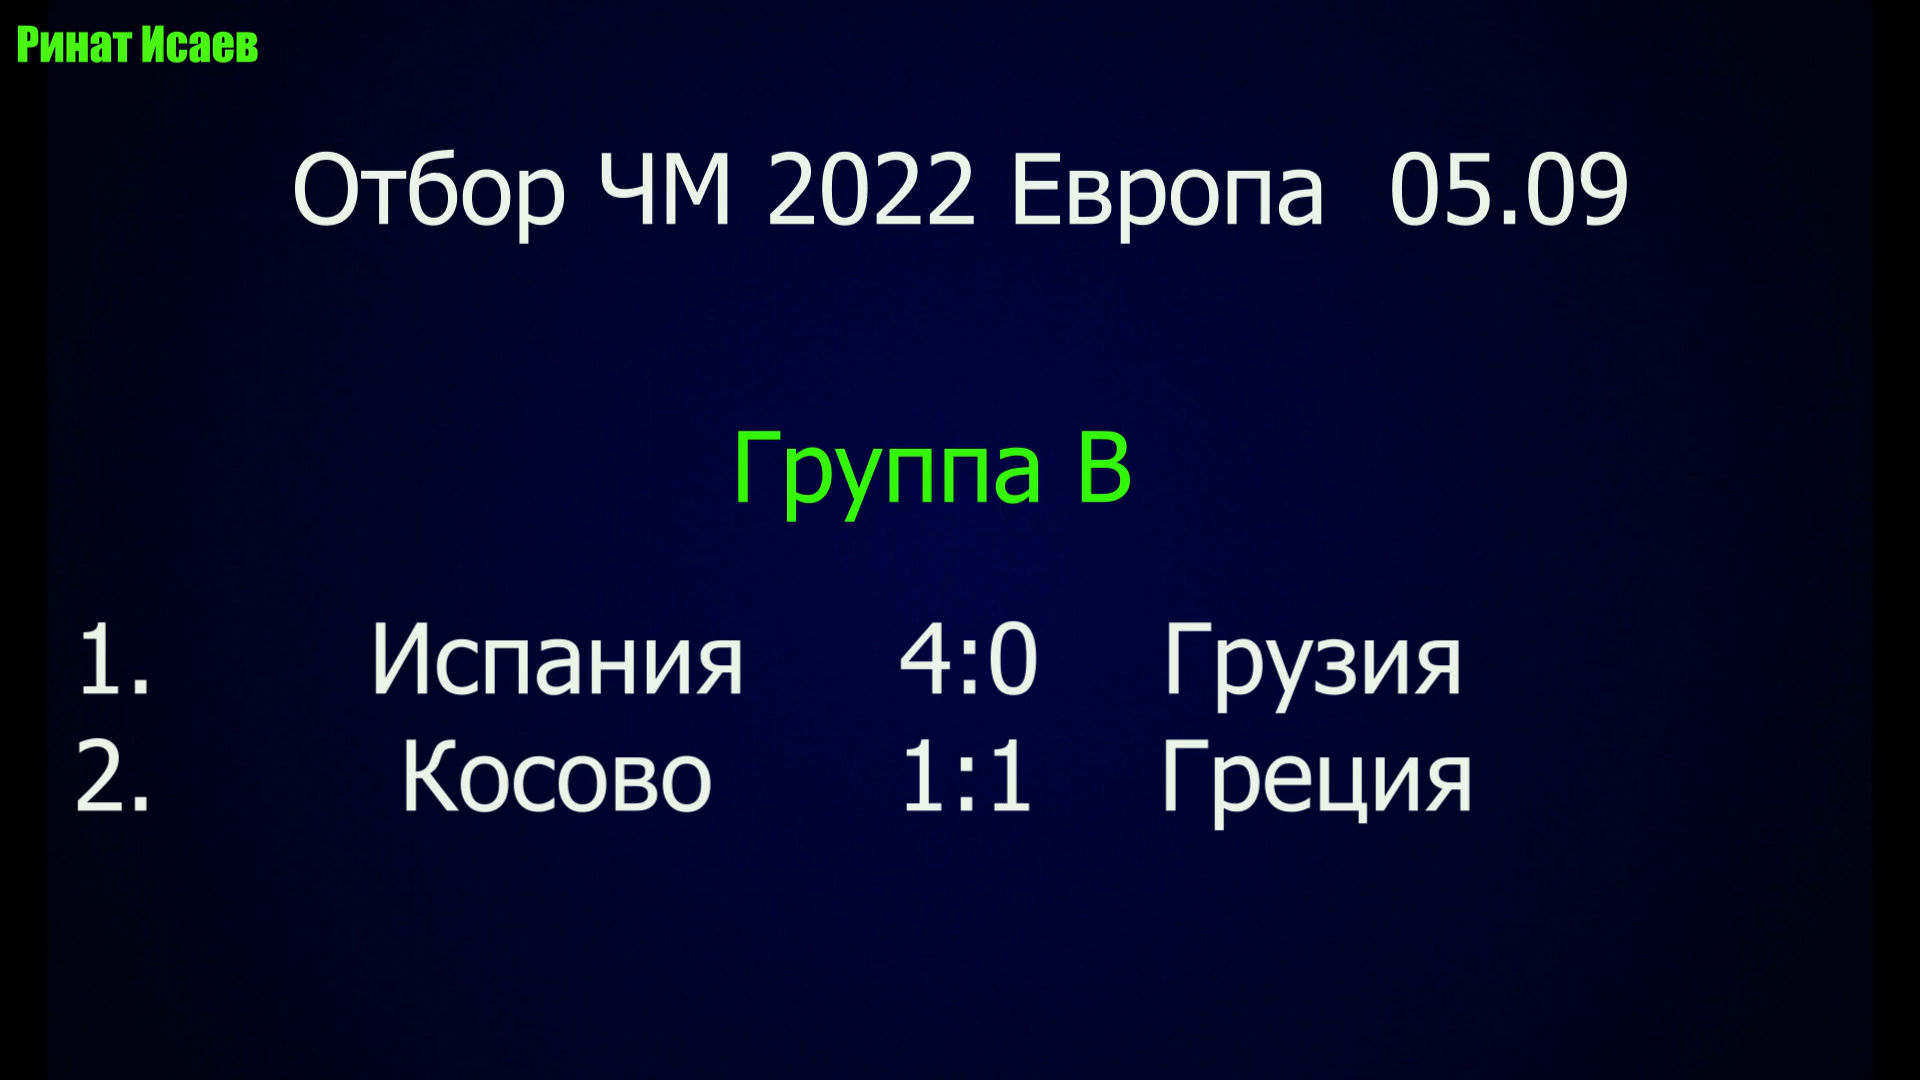 Ринат Исаев
Отбор ЧМ 2022 Европа 05.09
Группа B
1. Испания 4:0 Грузия
2. Косово 1:1 Греция